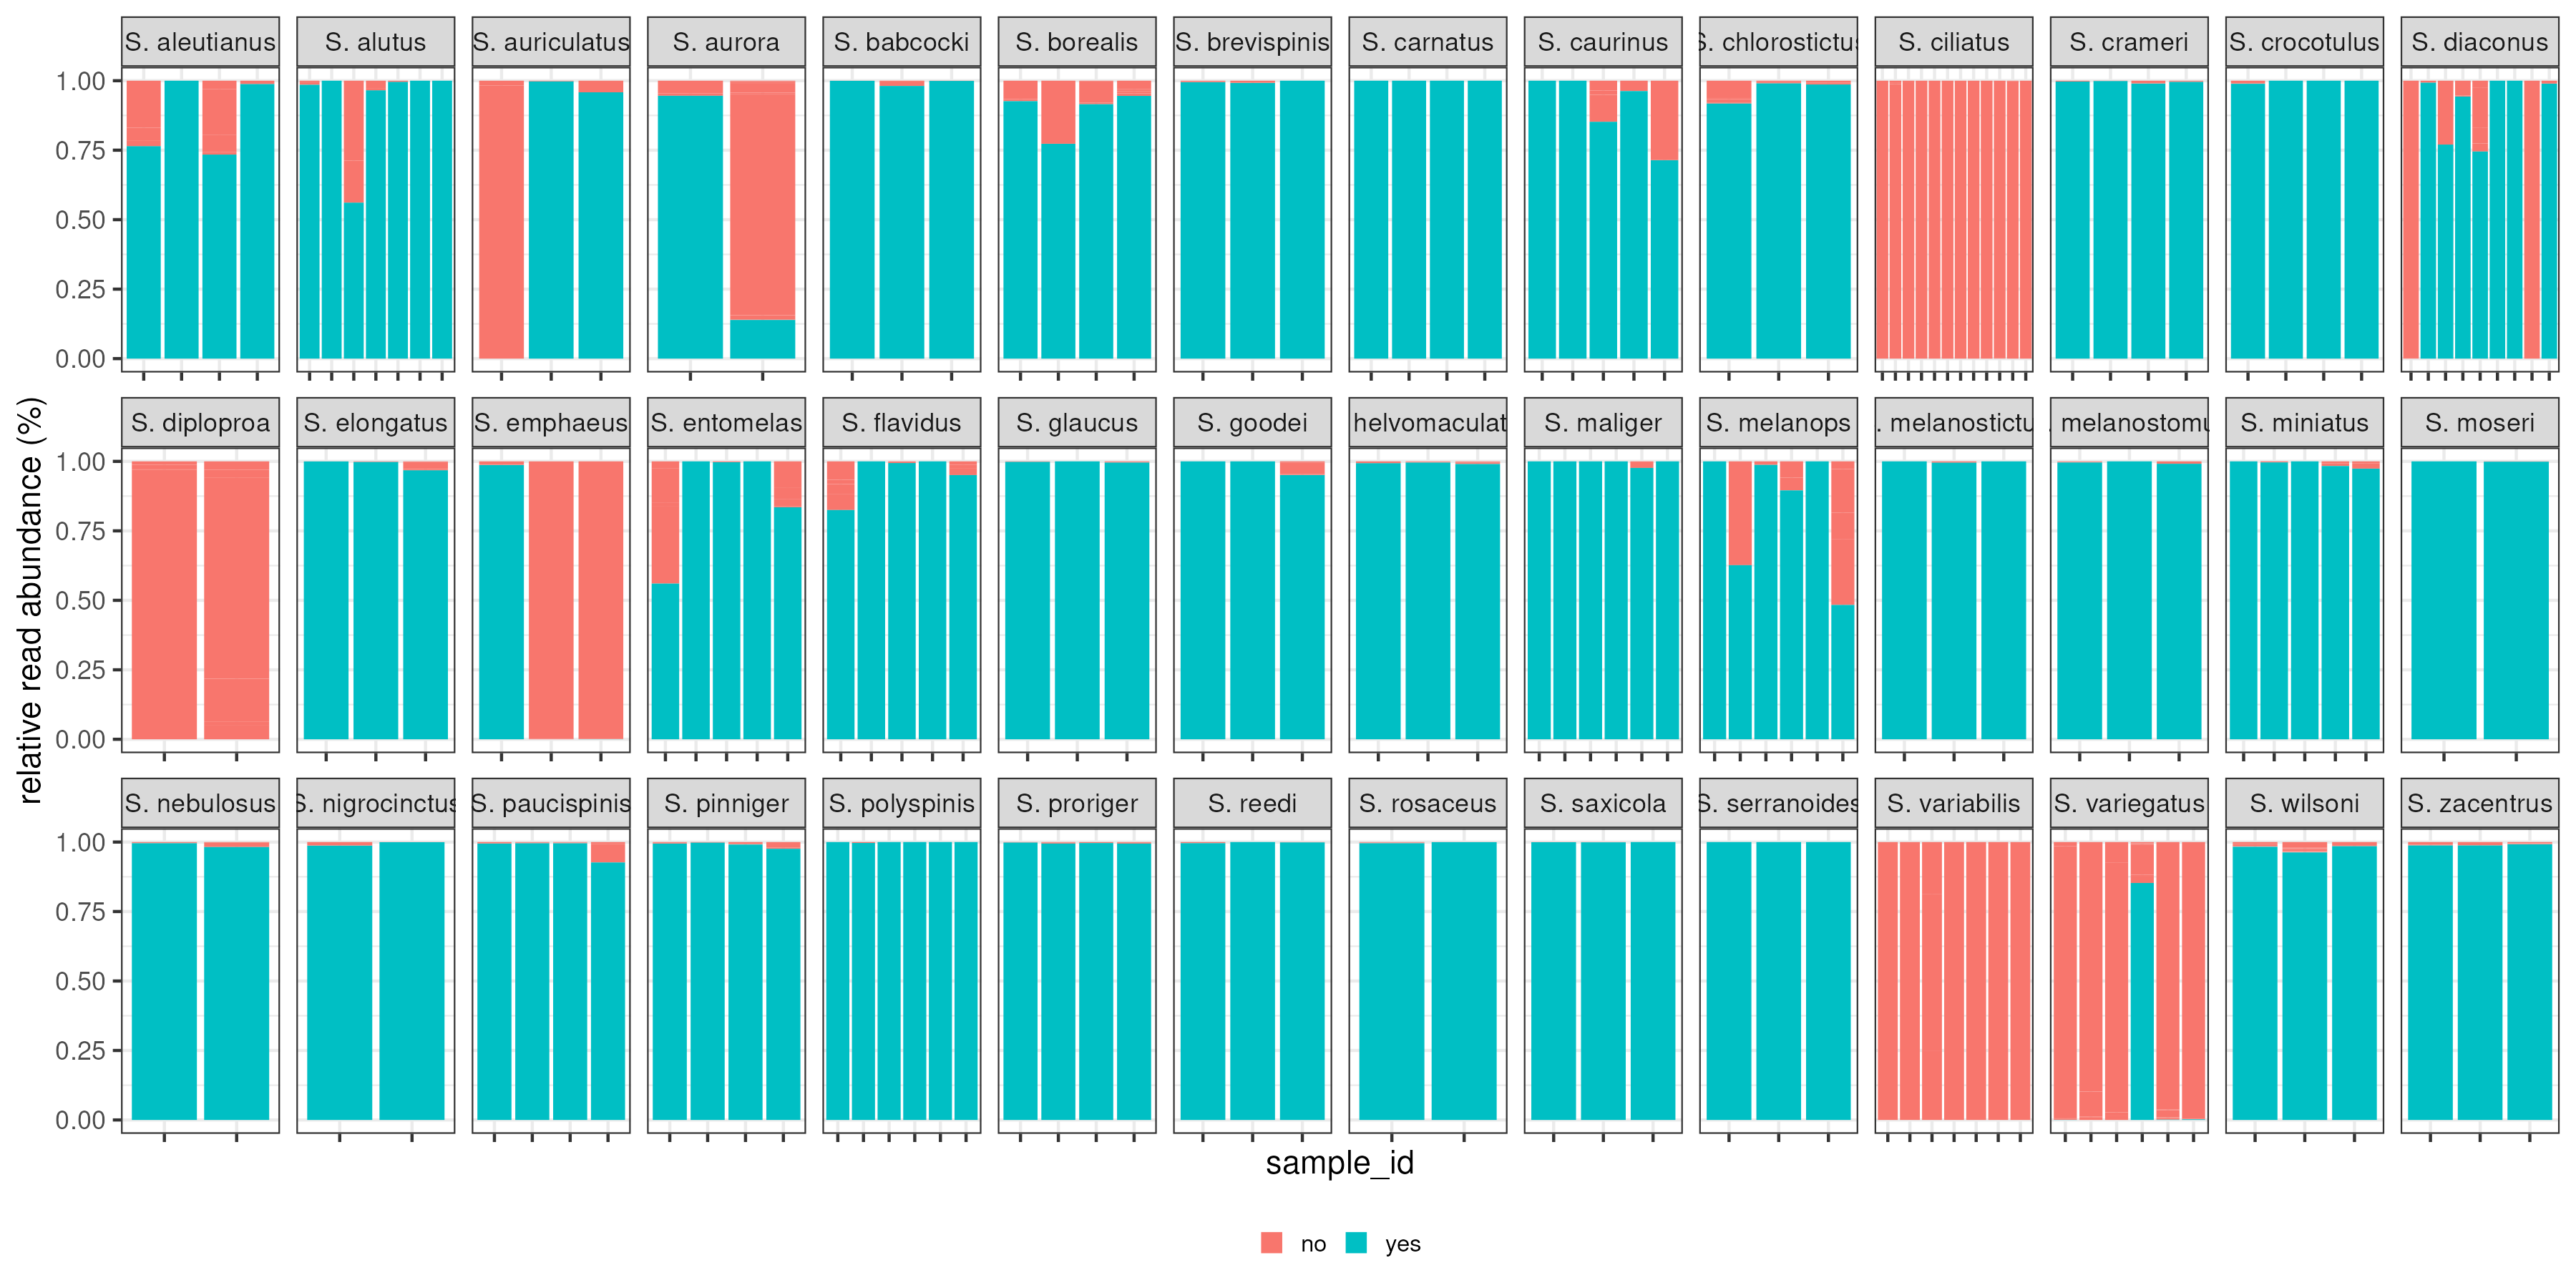 S. aleutianus S. alutus S. auriculatus S. aurora S. babcocki S. borealis S. brevispinis S. carnatus S. caurinus S. chlorostictus S. ciliatus S. crameri S. crocotulus S. diaconus
1.00
0.75
0.50
0.25
0.00
S. diploproa S. elongatus S. emphaeus S. entomelas S. flavidus S. glaucus S. goodei helvomaculat S. maliger S. melanops . melanostictu . melanostomu S. miniatus S. moseri
1.00
0.75
0.50
0.25
0.00
S. nebulosus S. nigrocinctus S. paucispinis S. pinniger S. polyspinis S. proriger S. reedi S. rosaceus S. saxicola S. serranoides S. variabilis S. variegatus S. wilsoni S. zacentrus
1.00
0.75
0.50
0.25
0.00
relative read abundance (%)
sample_id
no yes